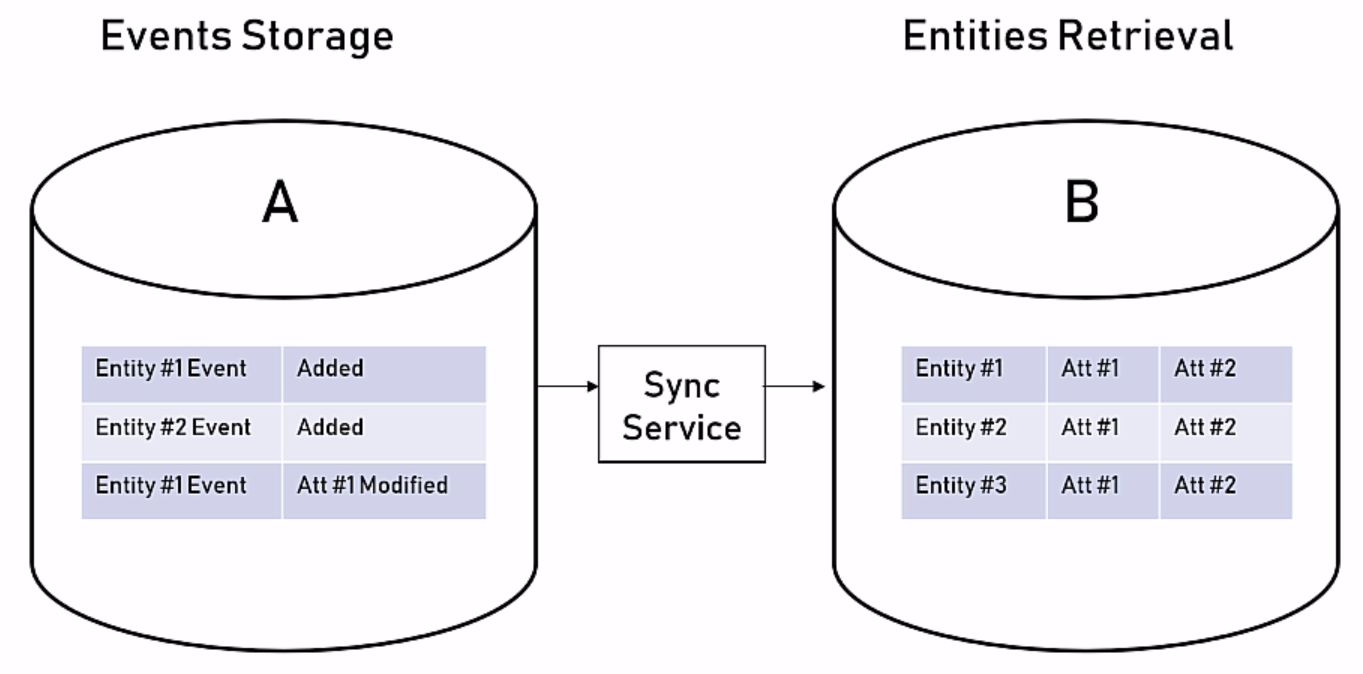 Events Storage
Entities Retrieval
A
B
Entity #1 Event Added
Entity #2 Event Added
Entity #1 Event Att #1 Modified
Sync
Service
Entity #1 Att #1 Att #2
Entity #2 Att #1 Att #2
Entity #3 Att #1 Att #2